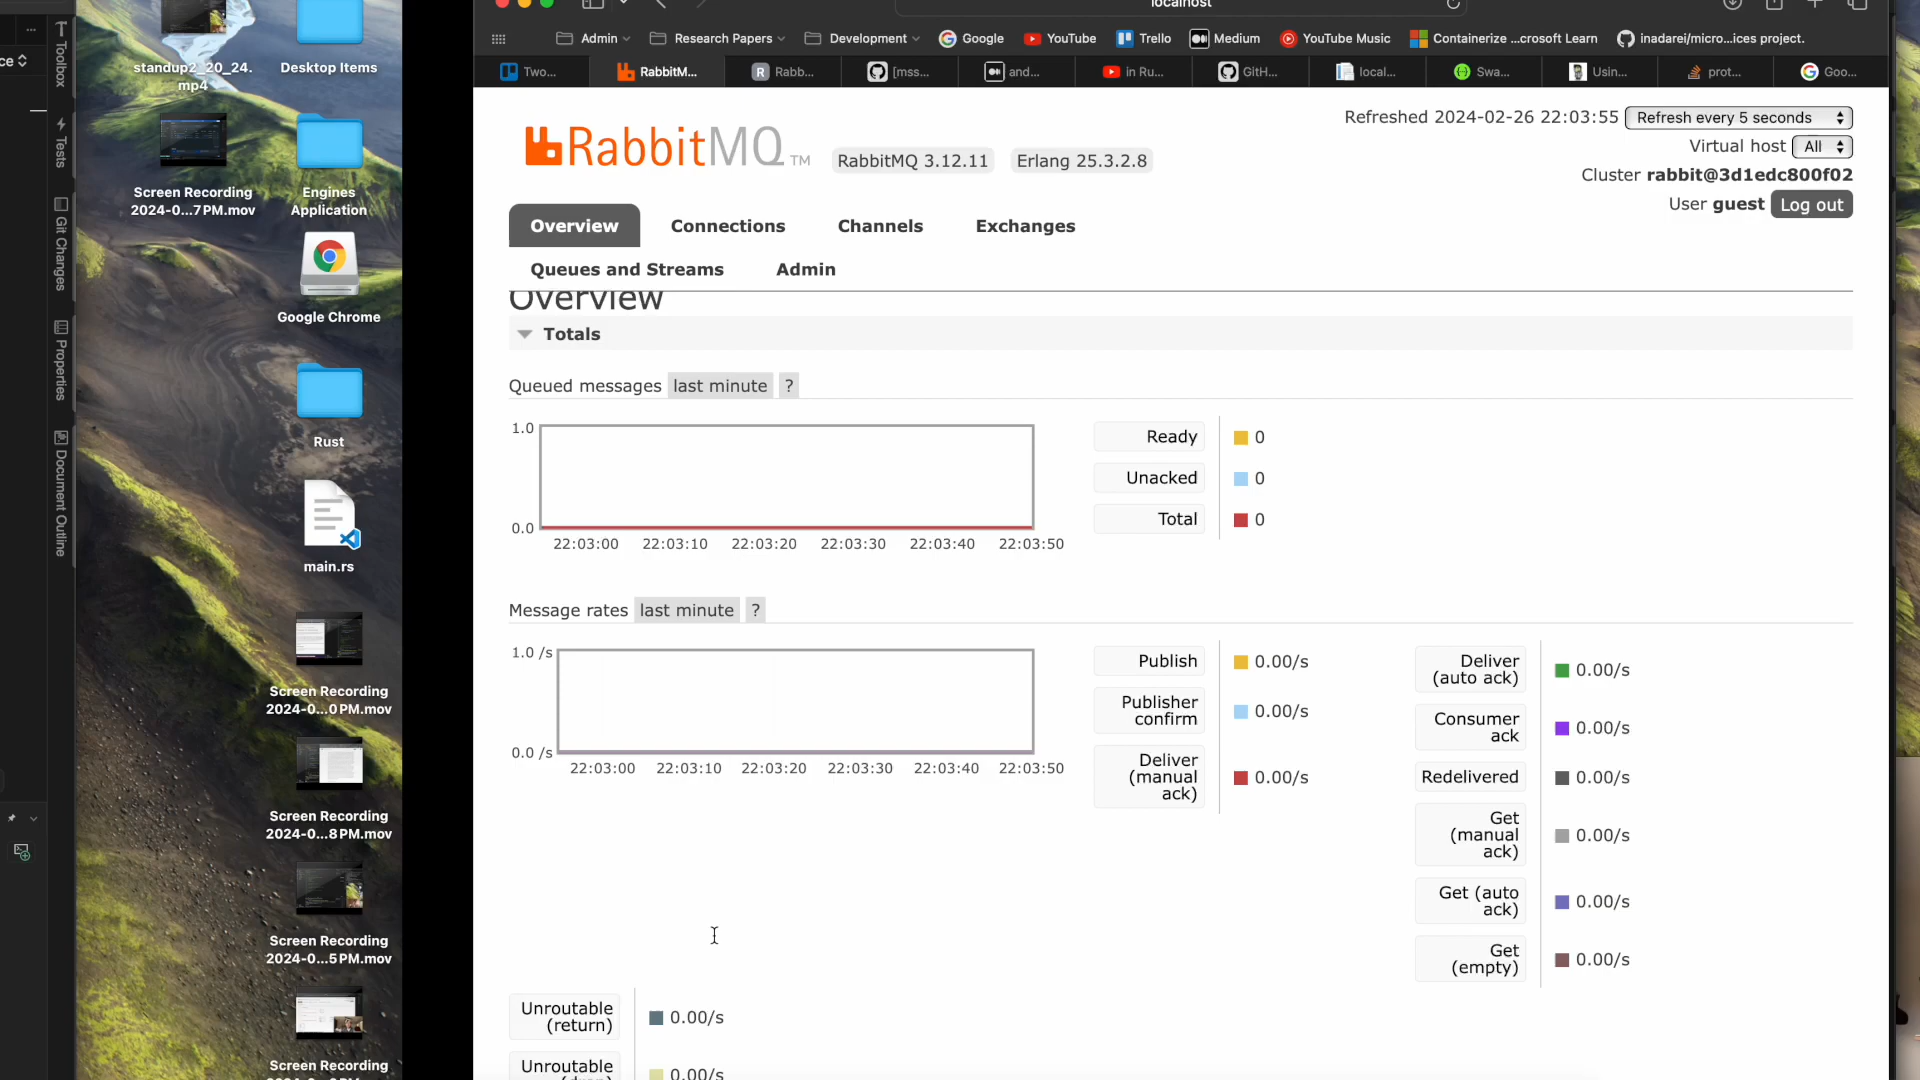 localhost
Admin
Research Papers
Development
Google
YouTube
Trello
Medium
YouTube Music
Containerize ...crosoft Learn
inadarei/micro...ices project.
Two...
RabbitM...
Rabb...
[mss...
and...
in Ru...
GitH...
local...
Swa...
Usin...
prot...
Goo...
ce
Toolbox
Tests
Git Changes
Properties
Document Outline
standup2_20_24.
mp4
Desktop Items
Screen Recording
2024-0...7 PM.mov
Engines
Application
Google Chrome
Rust
main.rs
Screen Recording
2024-0...0 PM.mov
Screen Recording
2024-0...8 PM.mov
Screen Recording
2024-0...5 PM.mov
Screen Recording
RabbitMQ TM
RabbitMQ 3.12.11
Erlang 25.3.2.8
Refreshed 2024-02-26 22:03:55
Refresh every 5 seconds
Virtual host All
Cluster rabbit@3d1edc800f02
User guest Log out
Overview
Connections
Channels
Exchanges
Queues and Streams
Admin
Overview
Totals
Queued messages last minute ?
1.0
0.0
22:03:00 22:03:10 22:03:20 22:03:30 22:03:40 22:03:50
Ready 0
Unacked 0
Total 0
Message rates last minute ?
1.0 /s
0.0 /s
22:03:00 22:03:10 22:03:20 22:03:30 22:03:40 22:03:50
Publish 0.00/s
Publisher
confirm 0.00/s
Deliver
(manual 0.00/s
ack)
Deliver
(auto ack) 0.00/s
Consumer
ack 0.00/s
Redelivered 0.00/s
Get
(manual 0.00/s
ack)
Get (auto
ack) 0.00/s
Get
(empty) 0.00/s
Unroutable
(return) 0.00/s
Unroutable
0.00/s